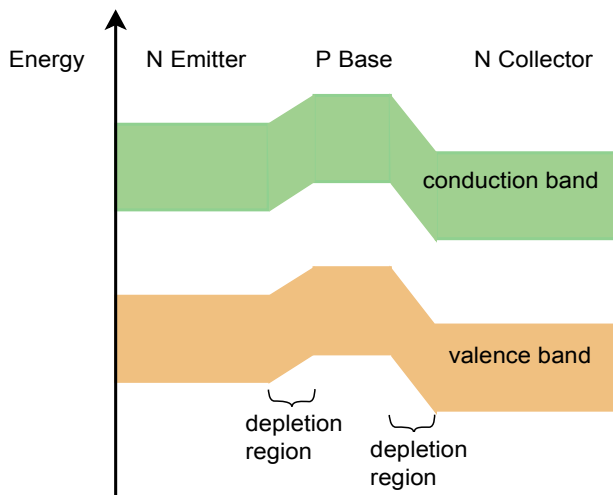 Energy
N Emitter
P Base
N Collector
conduction band
valence band
depletion
region
depletion
region